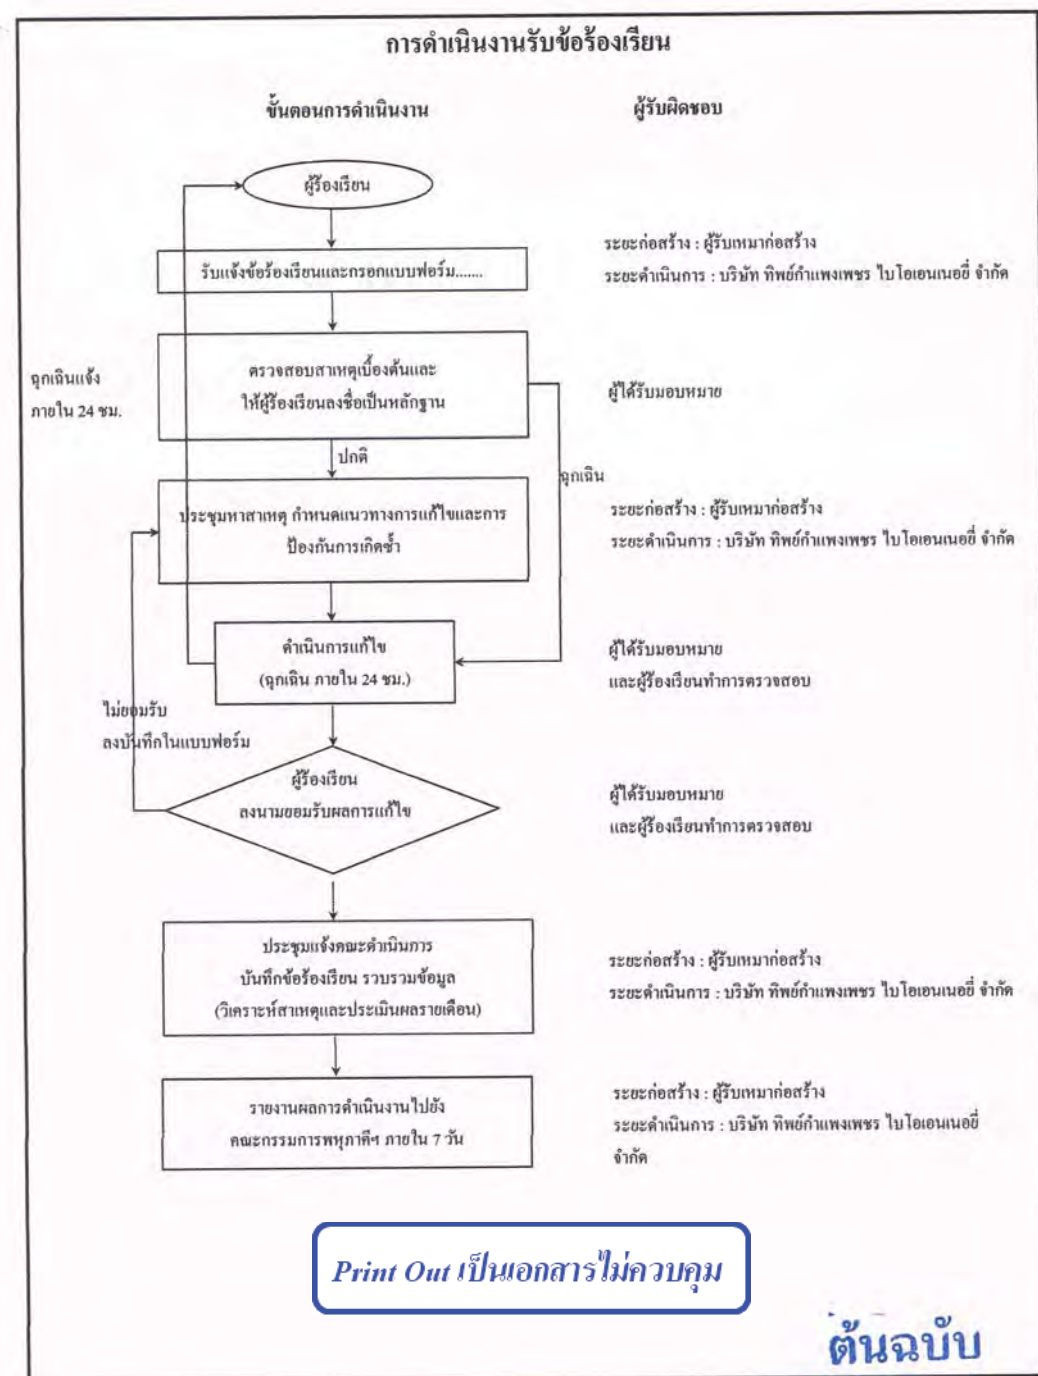 การดำเนินงานรับข้อร้องเรียน
ขั้นตอนการดำเนินงาน
ผู้รับผิดชอบ
ผู้ร้องเรียน
รับแจ้งข้อร้องเรียนและกรอกแบบฟอร์ม.......
ระยะก่อสร้าง : ผู้รับเหมาก่อสร้าง
ระยะดำเนินการ : บริษัท ทิพย์กำแพงเพชร ไบโอเอนเนอยี่ จำกัด
ฉุกเฉินแจ้ง
ภายใน 24 ชม.
ตรวจสอบสาเหตุเบื้องต้นและ
ให้ผู้ร้องเรียนลงชื่อเป็นหลักฐาน
ผู้ได้รับมอบหมาย
ปกติ
ฉุกเฉิน
ประชุมหาสาเหตุ กำหนดแนวทางการแก้ไขและการ
ป้องกันการเกิดซ้ำ
ระยะก่อสร้าง : ผู้รับเหมาก่อสร้าง
ระยะดำเนินการ : บริษัท ทิพย์กำแพงเพชร ไบโอเอนเนอยี่ จำกัด
ดำเนินการแก้ไข
(ฉุกเฉิน ภายใน 24 ชม.)
ผู้ได้รับมอบหมาย
และผู้ร้องเรียนทำการตรวจสอบ
ไม่ยอมรับ
ลงบันทึกในแบบฟอร์ม
ผู้ร้องเรียน
ลงนามยอมรับผลการแก้ไข
ผู้ได้รับมอบหมาย
และผู้ร้องเรียนทำการตรวจสอบ
ประชุมแจ้งคณะดำเนินการ
บันทึกข้อร้องเรียน รวบรวมข้อมูล
(วิเคราะห์สาเหตุและประเมินผลรายเดือน)
ระยะก่อสร้าง : ผู้รับเหมาก่อสร้าง
ระยะดำเนินการ : บริษัท ทิพย์กำแพงเพชร ไบโอเอนเนอยี่ จำกัด
รายงานผลการดำเนินงานไปยัง
คณะกรรมการพหุภาคีฯ ภายใน 7 วัน
ระยะก่อสร้าง : ผู้รับเหมาก่อสร้าง
ระยะดำเนินการ : บริษัท ทิพย์กำแพงเพชร ไบโอเอนเนอยี่
จำกัด
Print Out เป็นเอกสารไม่ควบคุม
ต้นฉบับ